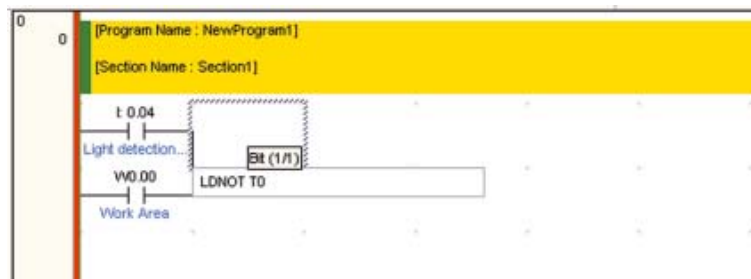 0
0
[Program Name : NewProgram1]
[Section Name : Section1]
I: 0.04
Light detection...
Bit (1/1)
W0.00
LDNOT T0
Work Area